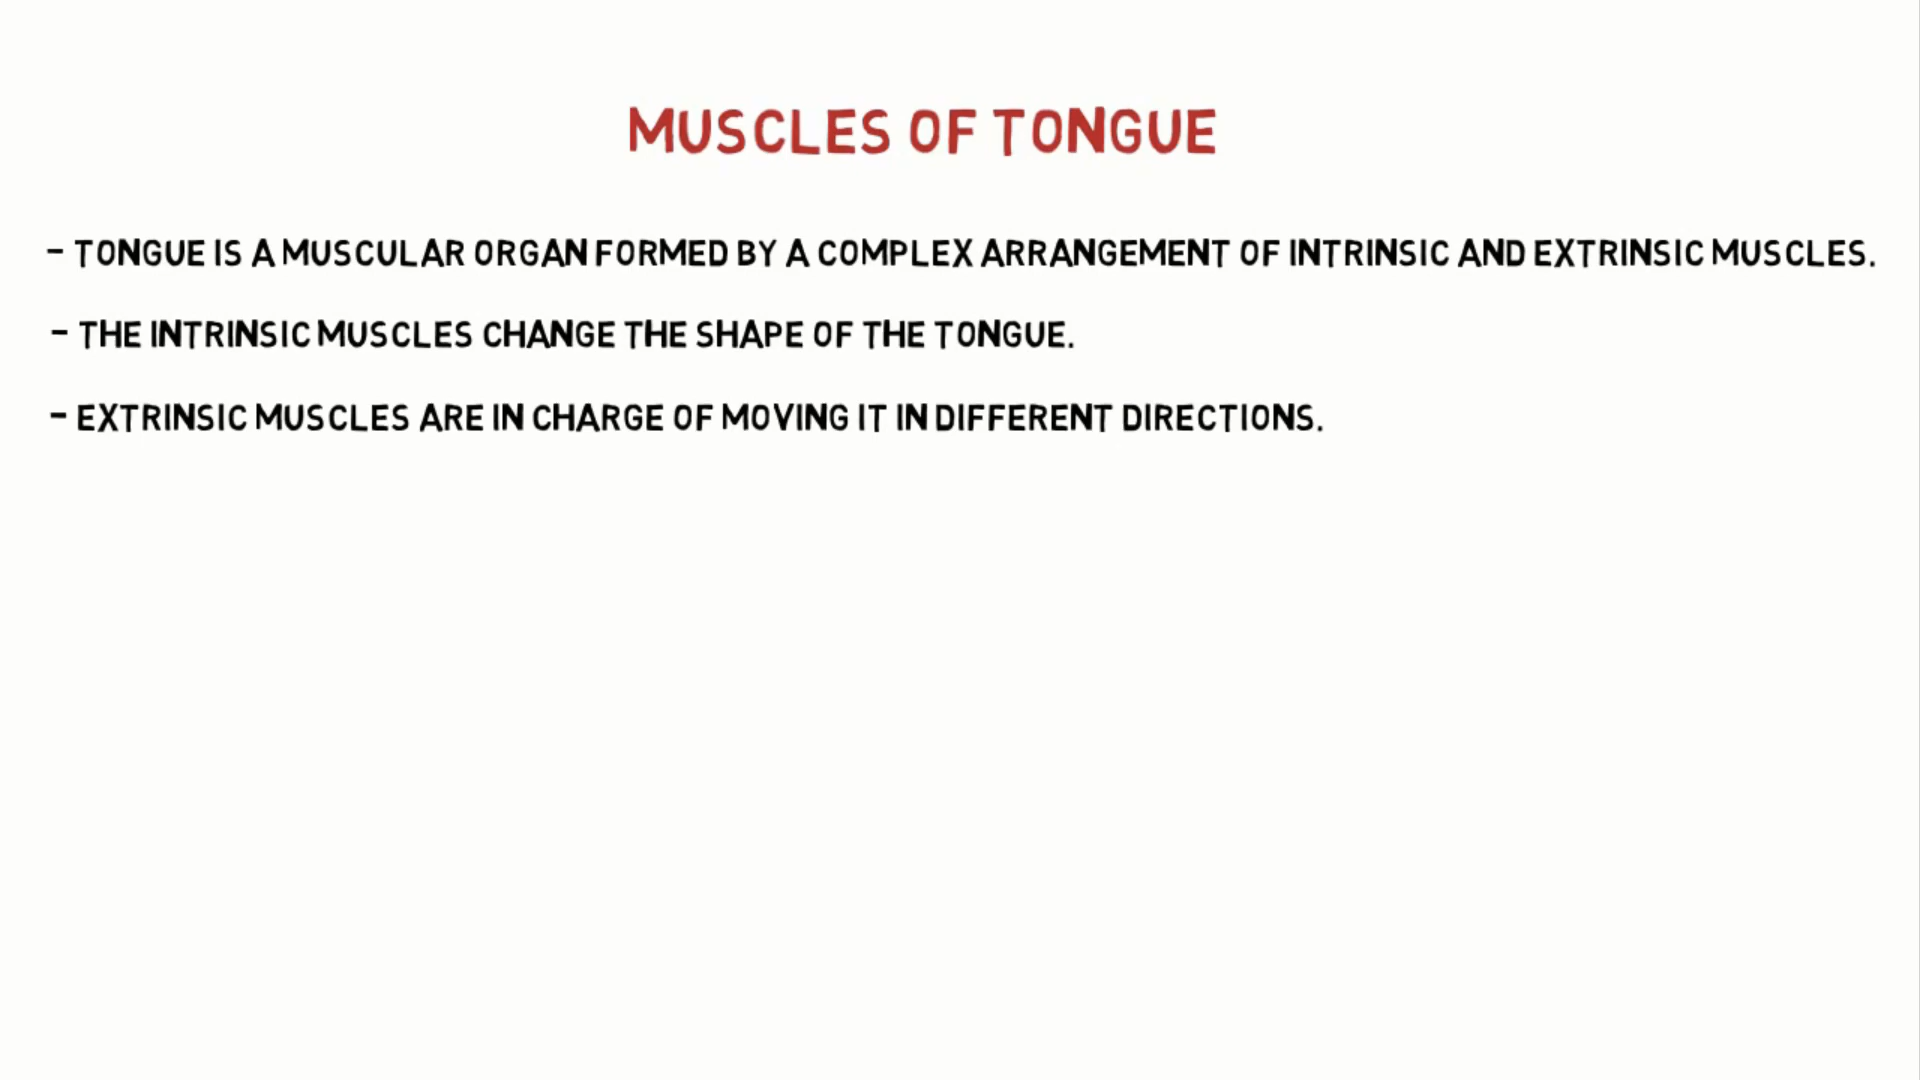 MUSCLES OF TONGUE
- TONGUE IS A MUSCULAR ORGAN FORMED BY A COMPLEX ARRANGEMENT OF INTRINSIC AND EXTRINSIC MUSCLES.
- THE INTRINSIC MUSCLES CHANGE THE SHAPE OF THE TONGUE.
- EXTRINSIC MUSCLES ARE IN CHARGE OF MOVING IT IN DIFFERENT DIRECTIONS.